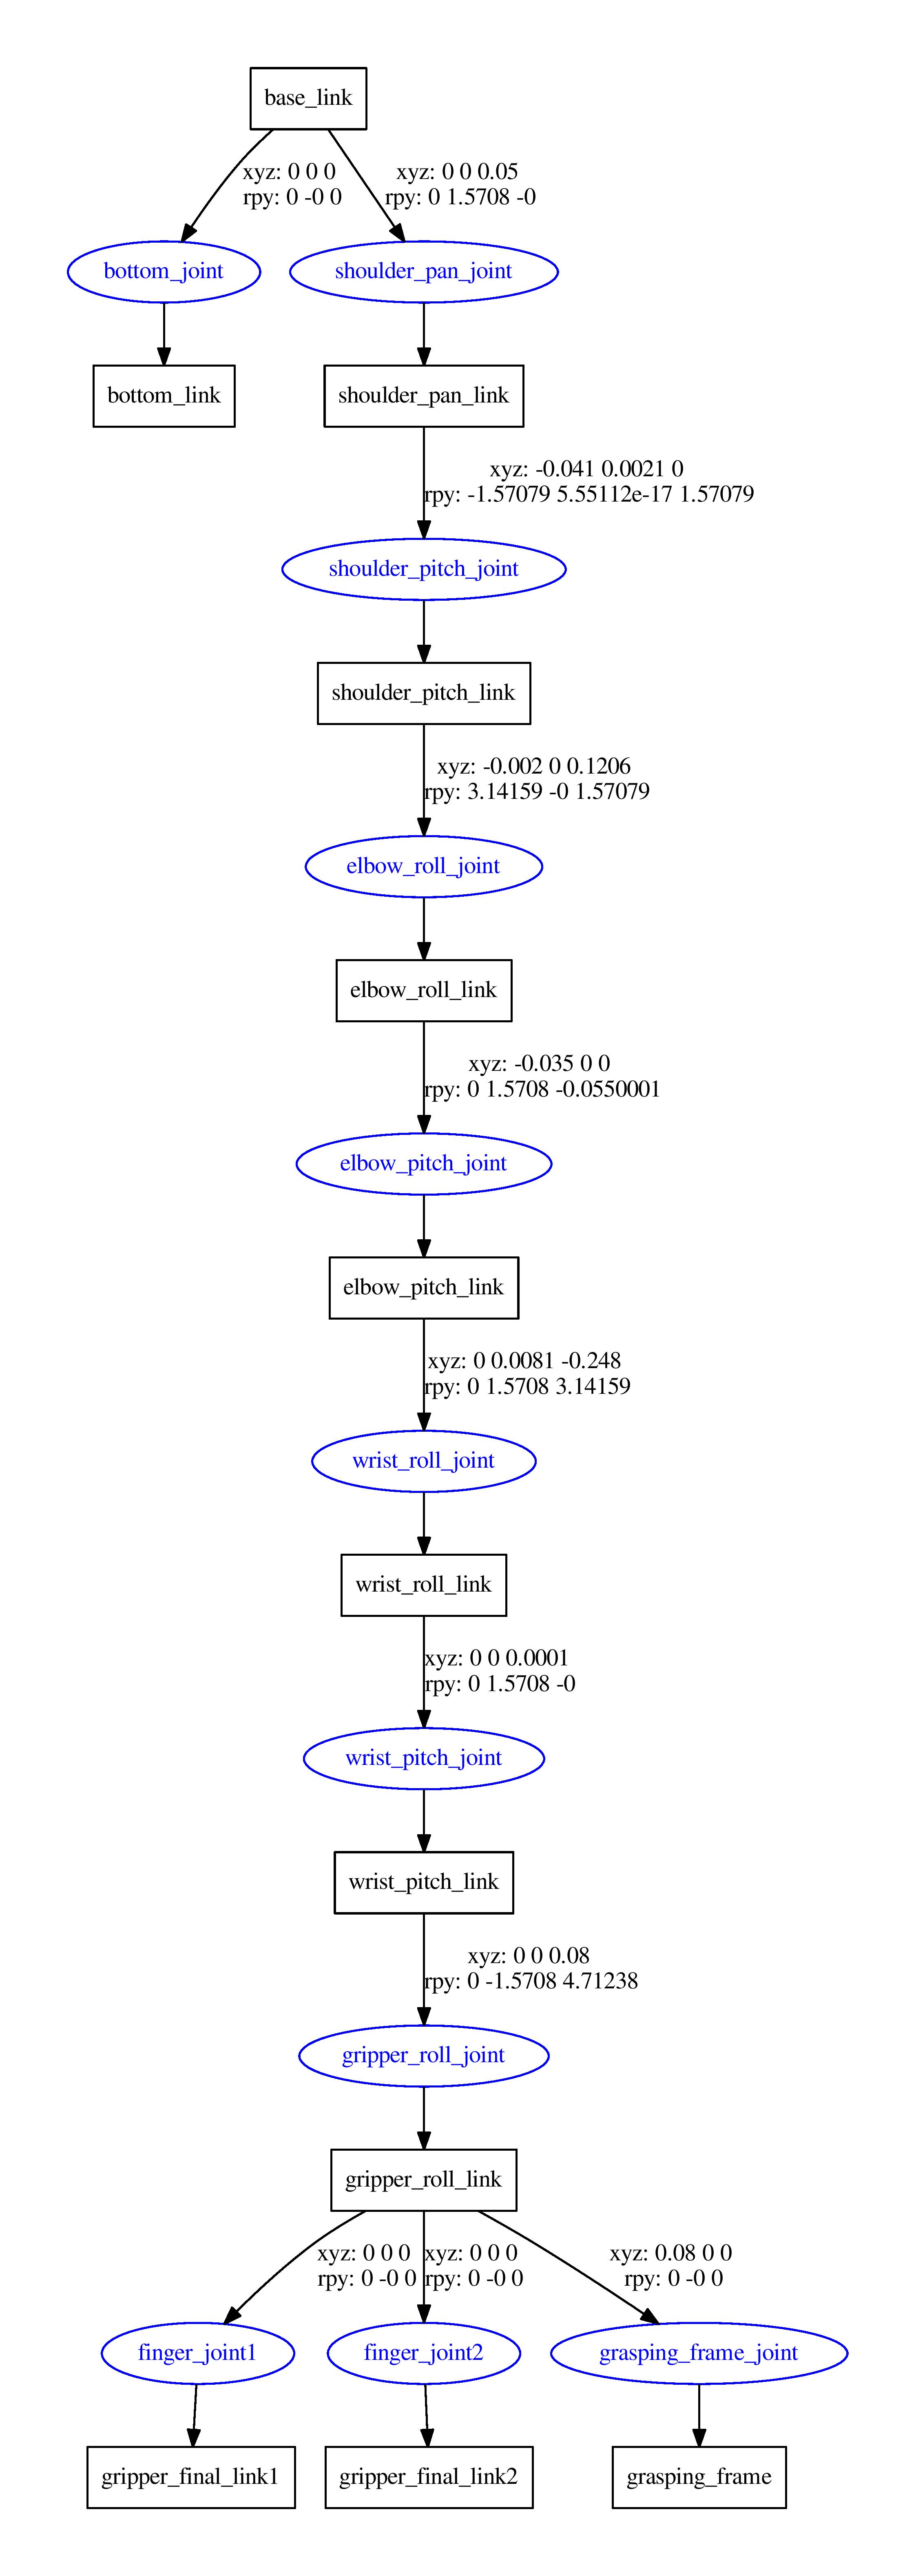 base_link
xyz: 0 0 0
rpy: 0 -0 0
xyz: 0 0 0.05
rpy: 0 1.5708 -0
bottom_joint
shoulder_pan_joint
bottom_link
shoulder_pan_link
xyz: -0.041 0.0021 0
rpy: -1.57079 5.55112e-17 1.57079
shoulder_pitch_joint
shoulder_pitch_link
xyz: -0.002 0 0.1206
rpy: 3.14159 -0 1.57079
elbow_roll_joint
elbow_roll_link
xyz: -0.035 0 0
rpy: 0 1.5708 -0.0550001
elbow_pitch_joint
elbow_pitch_link
xyz: 0 0.0081 -0.248
rpy: 0 1.5708 3.14159
wrist_roll_joint
wrist_roll_link
xyz: 0 0 0.0001
rpy: 0 1.5708 -0
wrist_pitch_joint
wrist_pitch_link
xyz: 0 0 0.08
rpy: 0 -1.5708 4.71238
gripper_roll_joint
gripper_roll_link
xyz: 0 0 0
rpy: 0 -0 0
xyz: 0 0 0
rpy: 0 -0 0
xyz: 0.08 0 0
rpy: 0 -0 0
finger_joint1
finger_joint2
grasping_frame_joint
gripper_final_link1
gripper_final_link2
grasping_frame